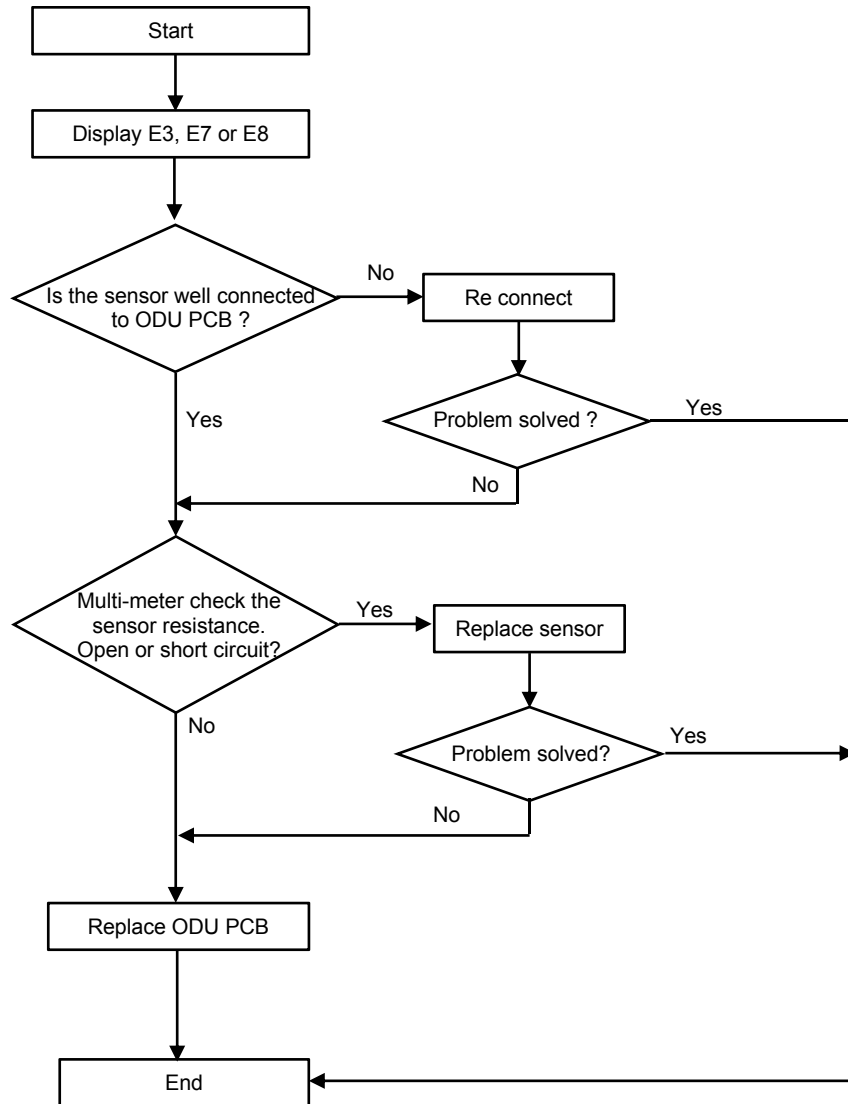 Start
Display E3, E7 or E8
Is the sensor well connected
to ODU PCB ?
No
Re connect
Yes
Problem solved ?
Yes
No
Multi-meter check the
sensor resistance.
Open or short circuit?
Yes
Replace sensor
No
Problem solved?
Yes
No
Replace ODU PCB
End